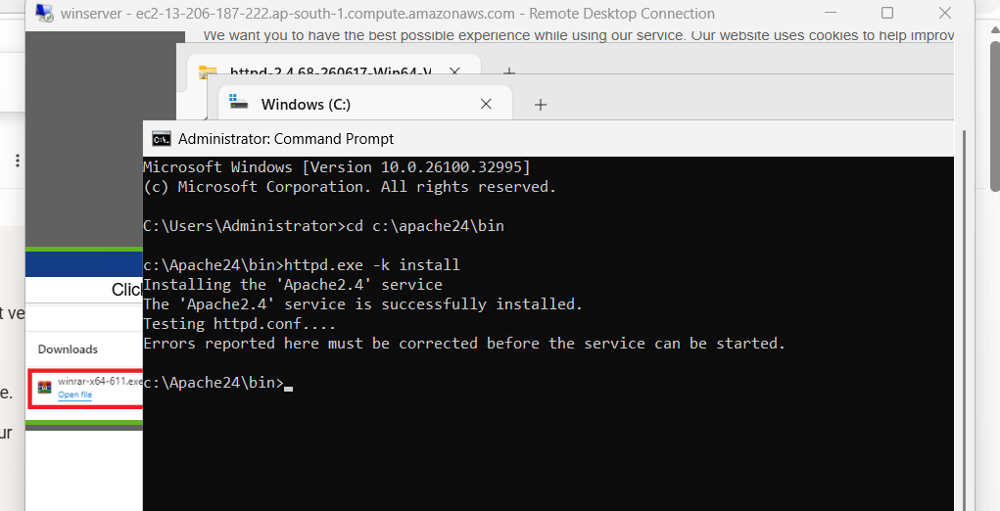 winserver - ec2-13-206-187-222.ap-south-1.compute.amazonaws.com - Remote Desktop Connection
We want you to have the best possible experience while using our service. Our website uses cookies to help improv
httpd-2.4.68-260617-Win64-V
Windows (C:)
Administrator: Command Prompt
Microsoft Windows [Version 10.0.26100.32995]
(c) Microsoft Corporation. All rights reserved.
C:\Users\Administrator>cd c:\apache24\bin
c:\Apache24\bin>httpd.exe -k install
Installing the 'Apache2.4' service
The 'Apache2.4' service is successfully installed.
Testing httpd.conf....
Errors reported here must be corrected before the service can be started.
c:\Apache24\bin>
Clic
t ve
Downloads
winrar-x64-611.exe
Open file
e.
ur